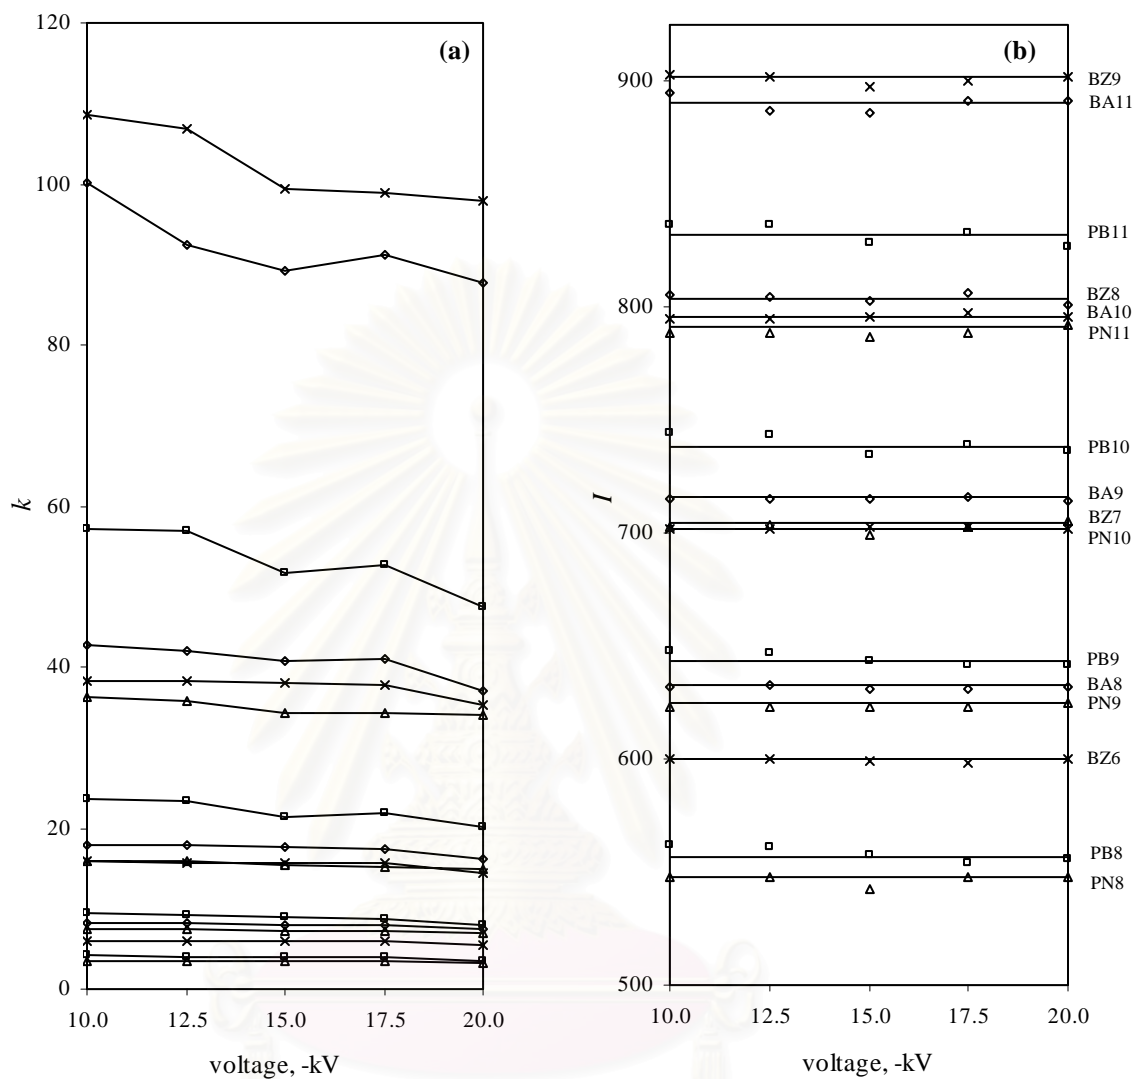 (a)
120
100
80
60
40
20
0
k
10.0 12.5 15.0 17.5 20.0
voltage, -kV
(b)
900
800
700
600
500
I
10.0 12.5 15.0 17.5 20.0
voltage, -kV
BZ9
BA11
PB11
BZ8
BA10
PN11
PB10
BA9
BZ7
PN10
PB9
BA8
PN9
BZ6
PB8
PN8